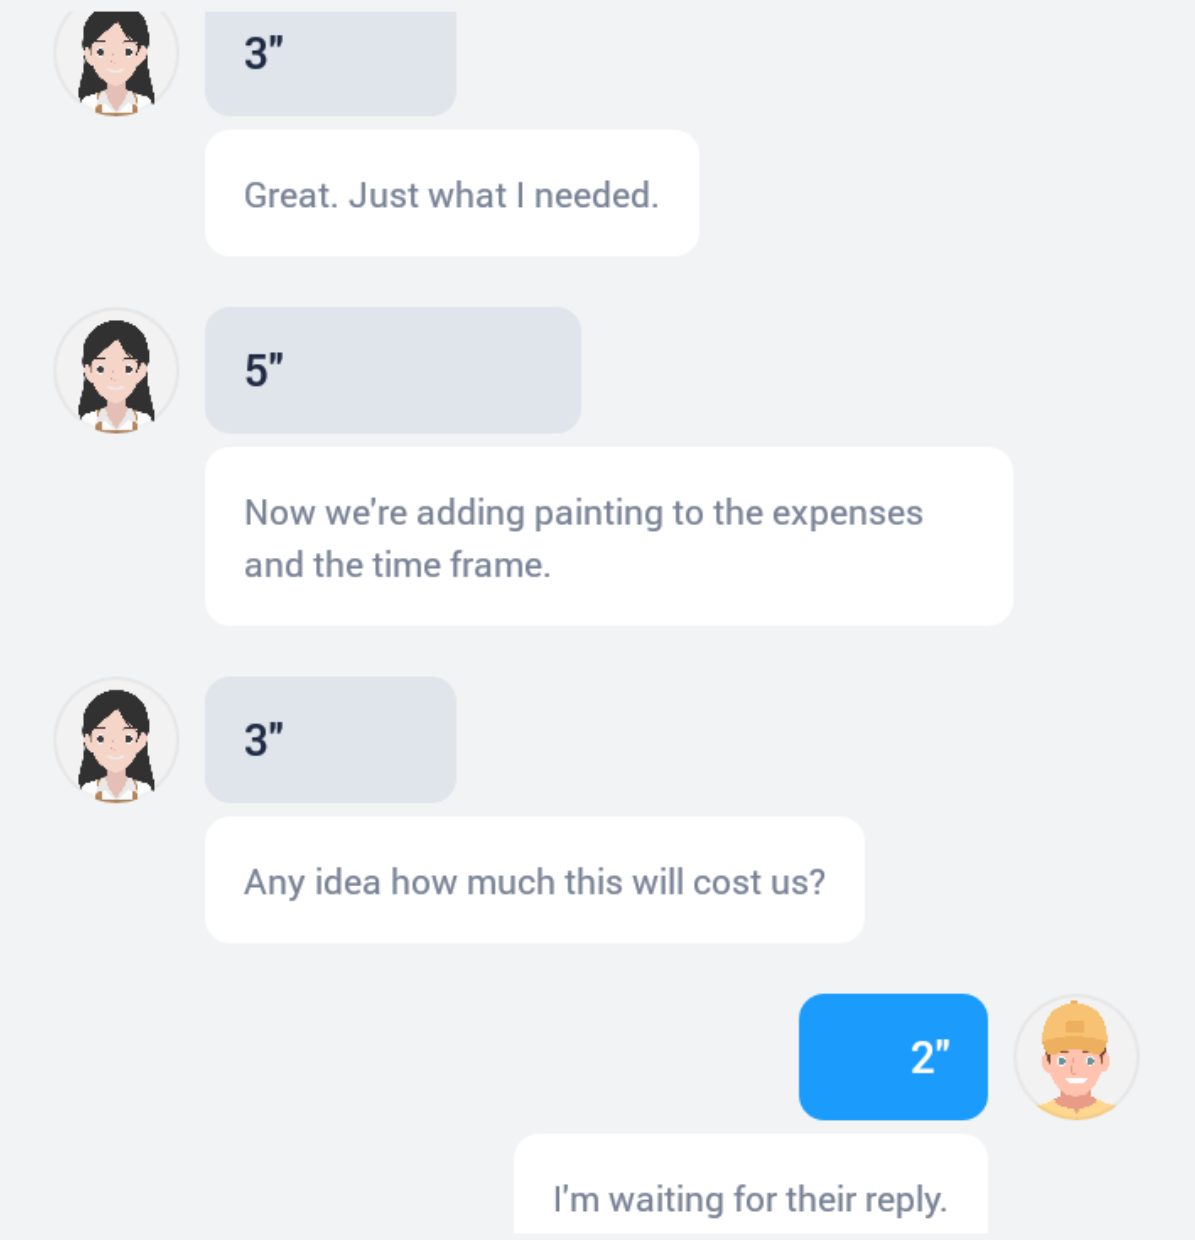 3"
Great. Just what I needed.
5"
Now we're adding painting to the expenses
and the time frame.
3"
Any idea how much this will cost us?
2"
I'm waiting for their reply.